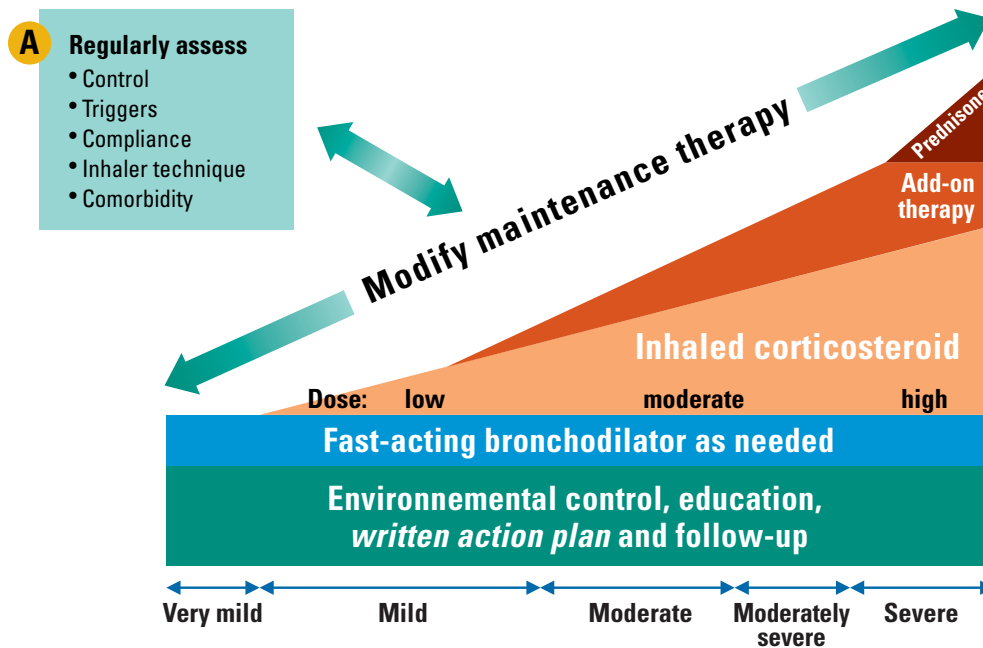 A
Regularly assess
• Control
• Triggers
• Compliance
• Inhaler technique
• Comorbidity
Modify maintenance therapy
Prednisone
Add-on
therapy
Inhaled corticosteroid
Dose: low moderate high
Fast-acting bronchodilator as needed
Environnemental control, education,
written action plan and follow-up
Very mild Mild Moderate Moderately Severe
severe